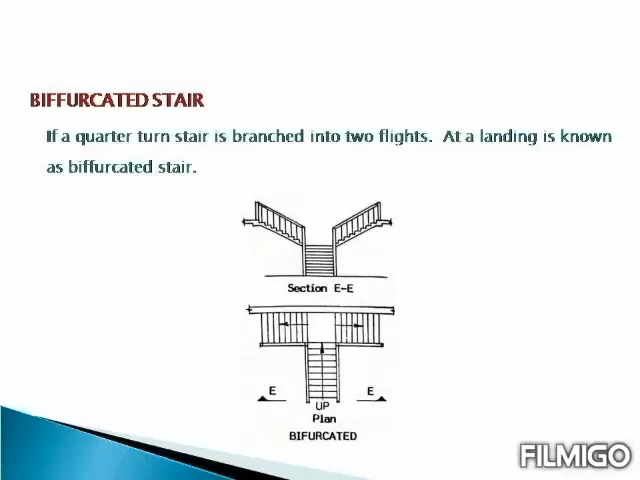 BIFFURCATED STAIR
If a quarter turn stair is branched into two flights. At a landing is known
as biffurcated stair.
Section E-E
E E
UP
Plan
BIFURCATED
FILMIGO